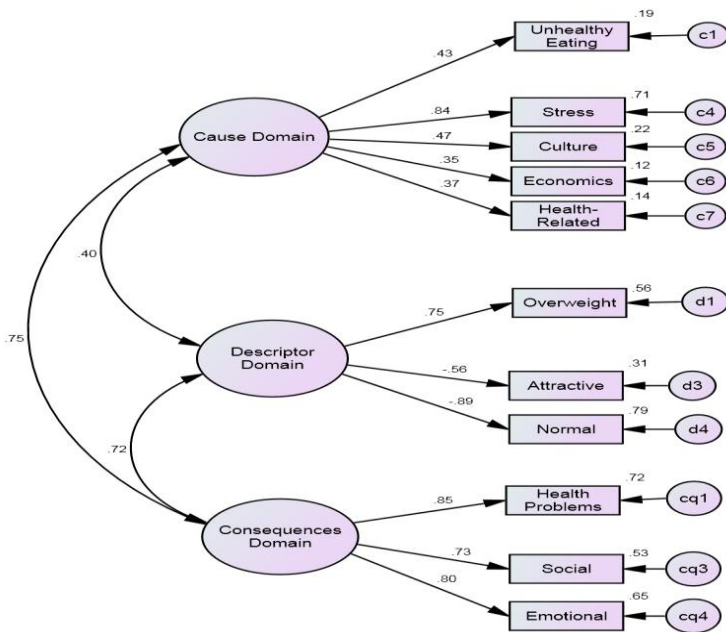 .19
Unhealthy
Eating
c1
.43
.71
.84
Stress
c4
Cause Domain
.22
.47
Culture
c5
.12
.35
Economics
c6
.14
.37
Health-
Related
c7
.40
.56
.75
Overweight
d1
.75
Descriptor
Domain
.31
-.56
Attractive
d3
.79
-.89
Normal
d4
.72
.72
Health
Problems
cq1
.85
Consequences
Domain
.53
.73
Social
cq3
.65
.80
Emotional
cq4